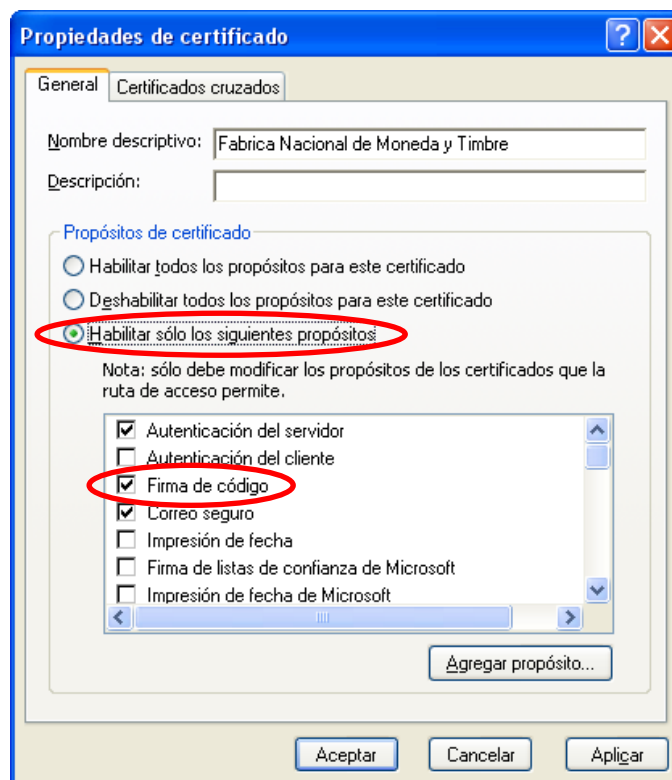 Propiedades de certificado
General
Certificados cruzados
Nombre descriptivo: Fabrica Nacional de Moneda y Timbre
Descripción:
Propósitos de certificado
Habilitar todos los propósitos para este certificado
Deshabilitar todos los propósitos para este certificado
Habilitar sólo los siguientes propósitos
Nota: sólo debe modificar los propósitos de los certificados que la
ruta de acceso permite.
Autenticación del servidor
Autenticación del cliente
Firma de código
Correo seguro
Impresión de fecha
Firma de listas de confianza de Microsoft
Impresión de fecha de Microsoft
Agregar propósito...
Aceptar
Cancelar
Aplicar